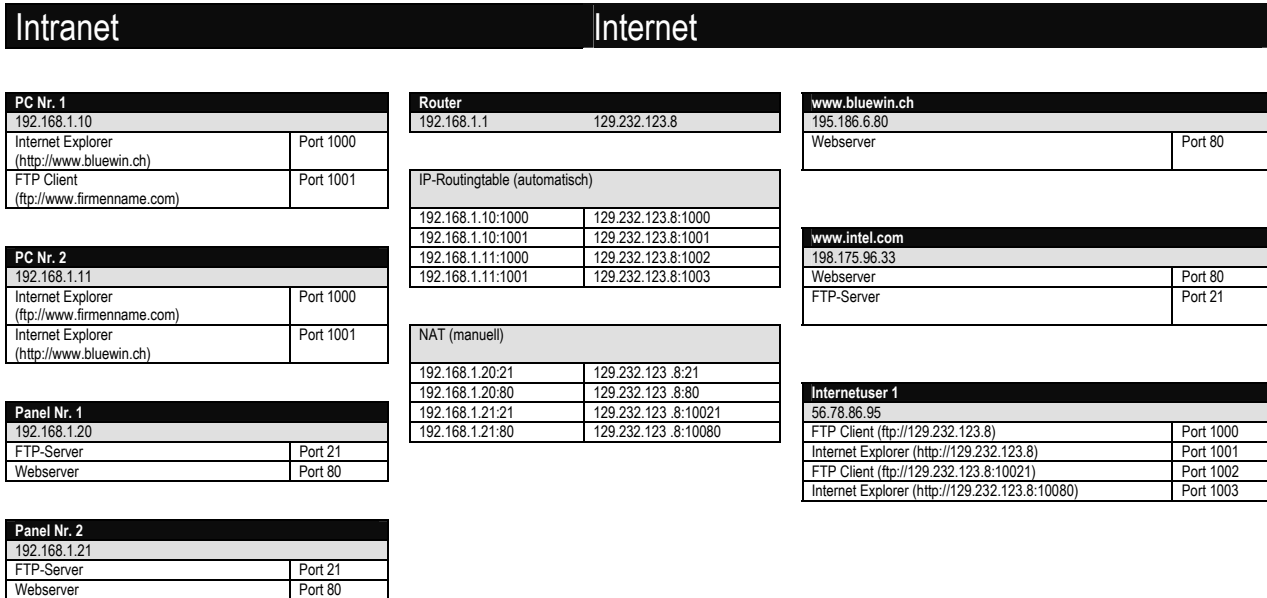 Intranet
Internet
PC Nr. 1
192.168.1.10
Internet Explorer Port 1000
(http://www.bluewin.ch)
FTP Client Port 1001
(ftp://www.firmenname.com)
PC Nr. 2
192.168.1.11
Internet Explorer Port 1000
(ftp://www.firmenname.com)
Internet Explorer Port 1001
(http://www.bluewin.ch)
Panel Nr. 1
192.168.1.20
FTP-Server Port 21
Webserver Port 80
Panel Nr. 2
192.168.1.21
FTP-Server Port 21
Webserver Port 80
Router
192.168.1.1 129.232.123.8
IP-Routingtable (automatisch)
192.168.1.10:1000 129.232.123.8:1000
192.168.1.10:1001 129.232.123.8:1001
192.168.1.11:1000 129.232.123.8:1002
192.168.1.11:1001 129.232.123.8:1003
NAT (manuell)
192.168.1.20:21 129.232.123 .8:21
192.168.1.20:80 129.232.123 .8:80
192.168.1.21:21 129.232.123 .8:10021
192.168.1.21:80 129.232.123 .8:10080
www.bluewin.ch
195.186.6.80
Webserver Port 80
www.intel.com
198.175.96.33
Webserver Port 80
FTP-Server Port 21
Internetuser 1
56.78.86.95
FTP Client (ftp://129.232.123.8) Port 1000
Internet Explorer (http://129.232.123.8) Port 1001
FTP Client (ftp://129.232.123.8:10021) Port 1002
Internet Explorer (http://129.232.123.8:10080) Port 1003